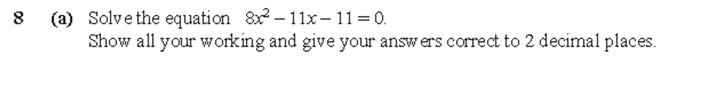 8 (a) Solve the equation 8x² – 11x – 11 = 0.
Show all your working and give your answers correct to 2 decimal places.